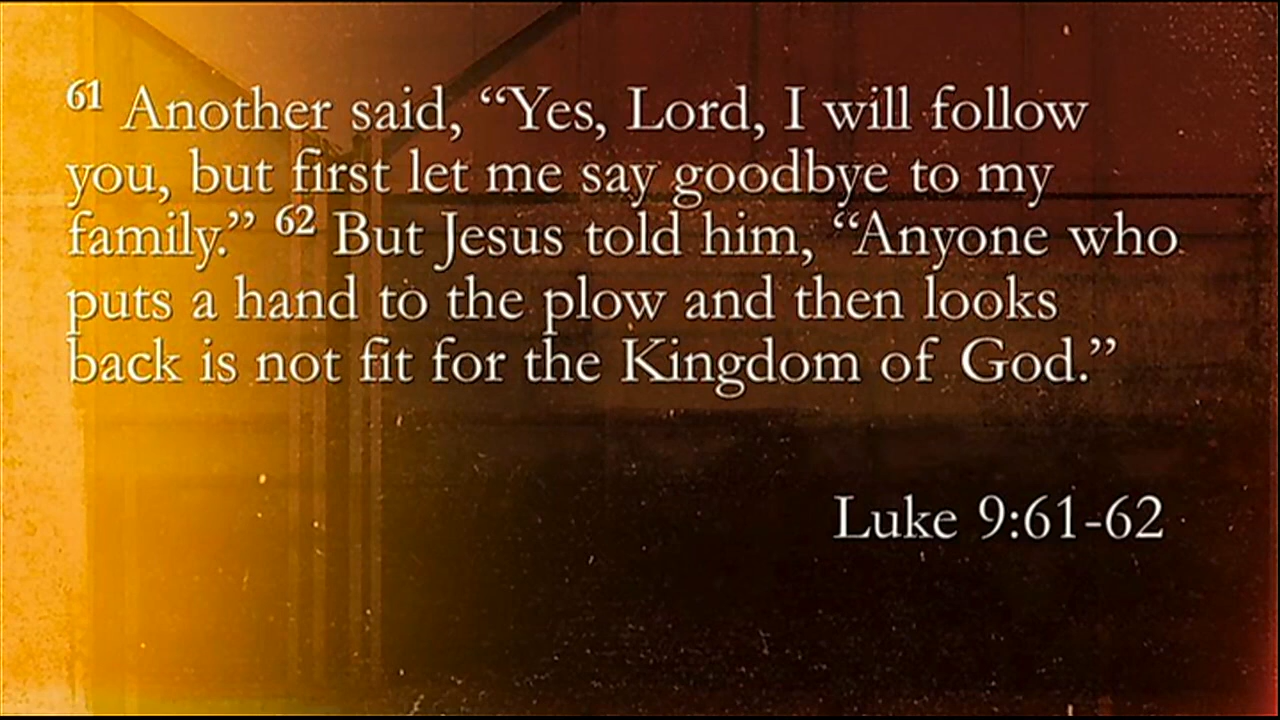 61 Another said, “Yes, Lord, I will follow
you, but first let me say goodbye to my
family.” 62 But Jesus told him, “Anyone who
puts a hand to the plow and then looks
back is not fit for the Kingdom of God.”
Luke 9:61-62